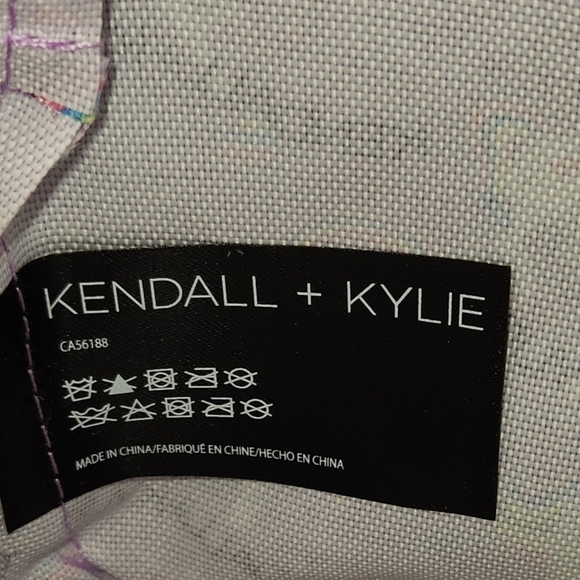 KENDALL + KYLIE
CA56188
MADE IN CHINA/FABRIQUÉ EN CHINE/HECHO EN CHINA